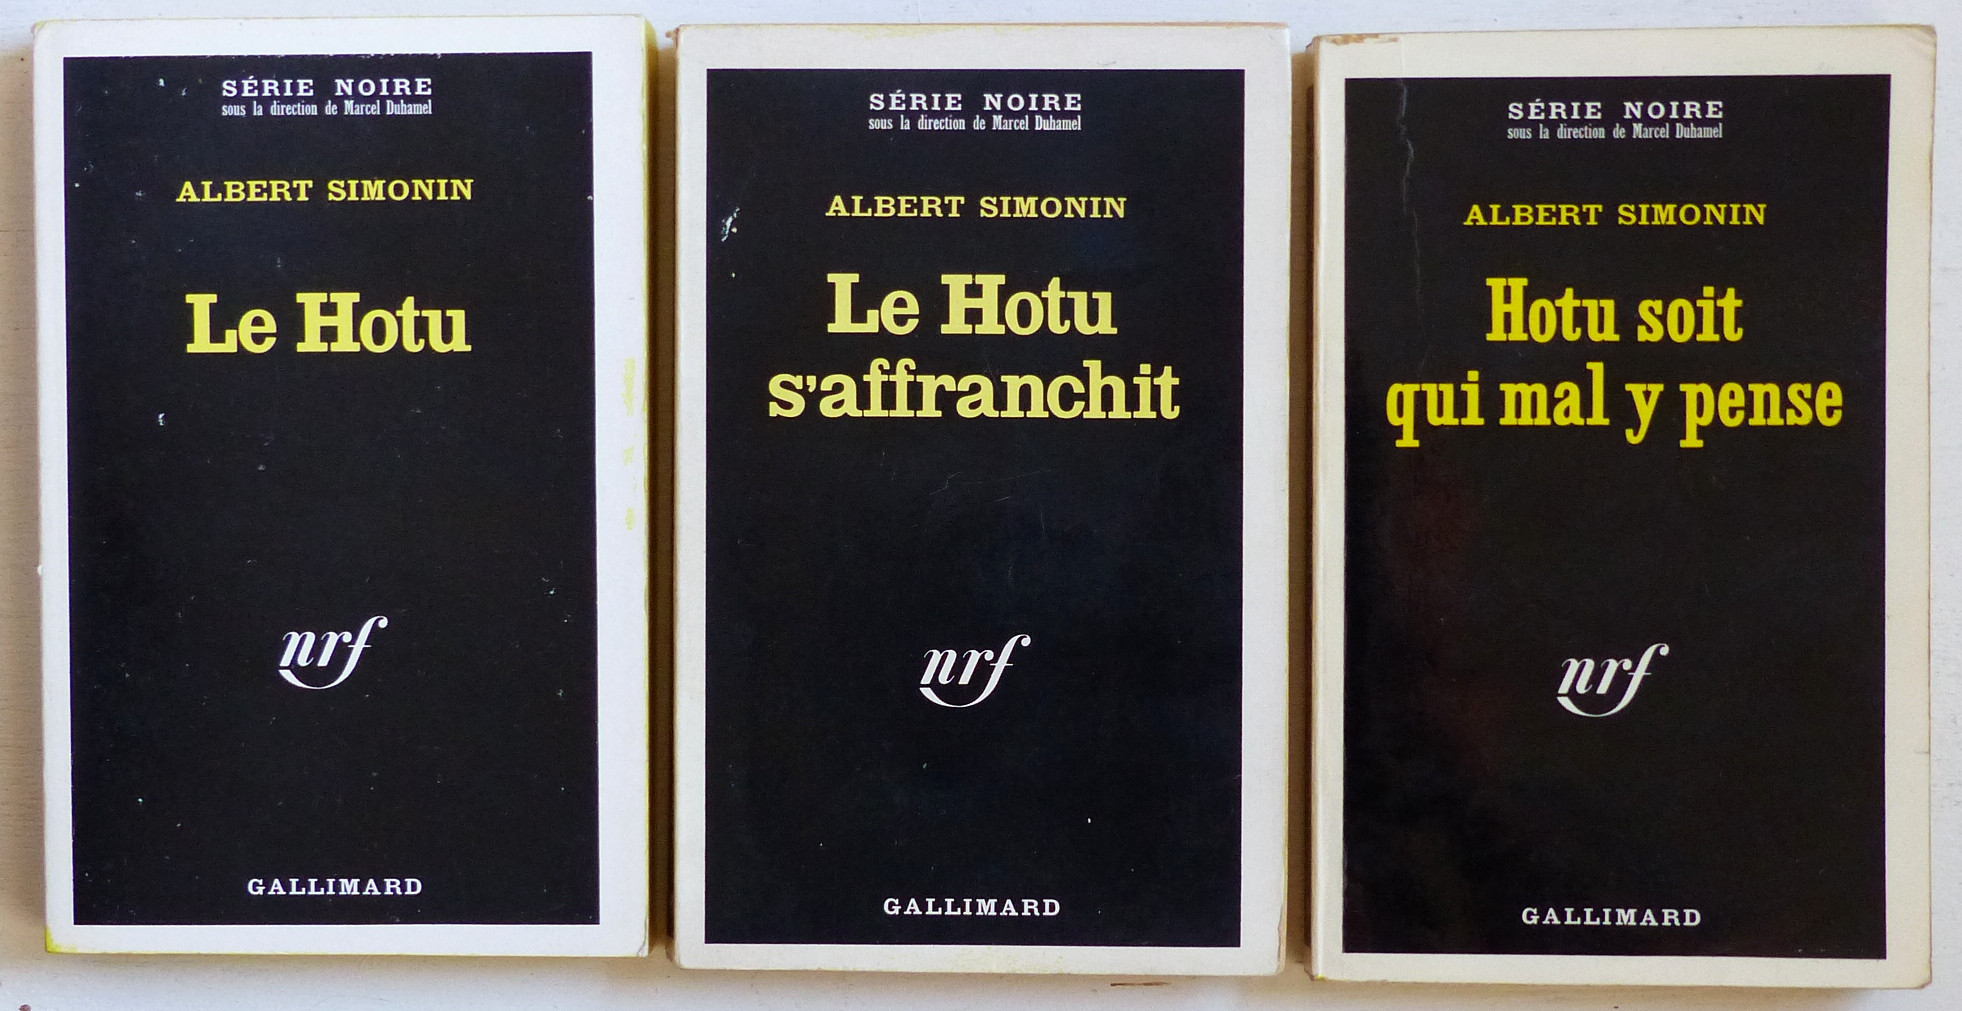 SÉRIE NOIRE
sous la direction de Marcel Duhamel
ALBERT SIMONIN
Le Hotu
nrf
GALLIMARD
SÉRIE NOIRE
sous la direction de Marcel Duhamel
ALBERT SIMONIN
Le Hotu
s'affranchit
nrf
GALLIMARD
SÉRIE NOIRE
sous la direction de Marcel Duhamel
ALBERT SIMONIN
Hotu soit
qui mal y pense
nrf
GALLIMARD